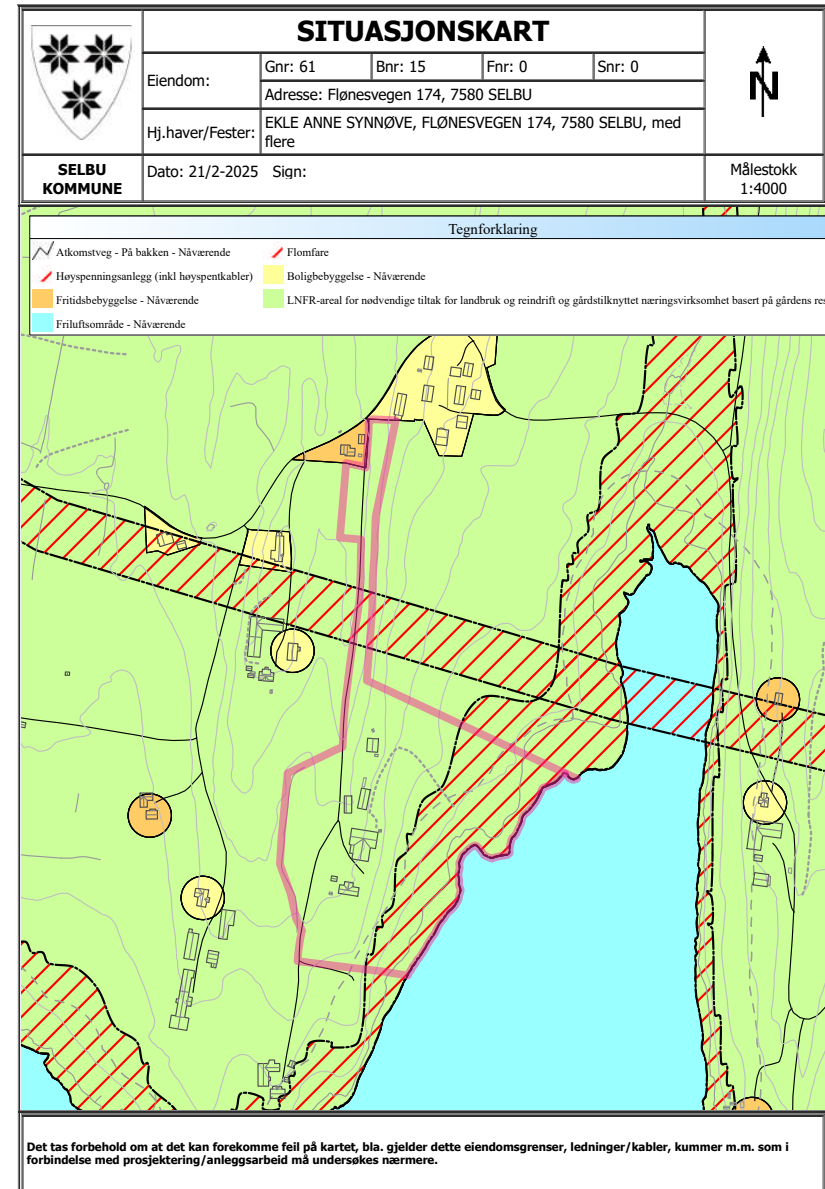 SITUASJONSKART
Eiendom:
Gnr: 61
Bnr: 15
Fnr: 0
Snr: 0
Adresse: Flønesvegen 174, 7580 SELBU
Hj.haver/Fester:
EKLE ANNE SYNNØVE, FLØNESVEGEN 174, 7580 SELBU, med
flere
N
SELBU
KOMMUNE
Dato: 21/2-2025 Sign:
Målestokk
1:4000
Tegnforklaring
Atkomstveg - På bakken - Nåværende
Flomfare
Høyspenningsanlegg (inkl høyspentkabler)
Boligbebyggelse - Nåværende
Fritidsbebyggelse - Nåværende
LNFR-areal for nødvendige tiltak for landbruk og reindrift og gårdstilknyttet næringsvirksomhet basert på gårdens res
Friluftsområde - Nåværende
Det tas forbehold om at det kan forekomme feil på kartet, bla. gjelder dette eiendomsgrenser, ledninger/kabler, kummer m.m. som i
forbindelse med prosjektering/anleggsarbeid må undersøkes nærmere.